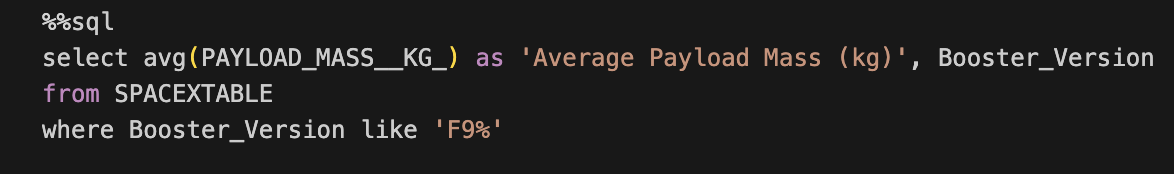 %%sql
select avg(PAYLOAD_MASS__KG_) as 'Average Payload Mass (kg)', Booster_Version
from SPACEXTABLE
where Booster_Version like 'F9%'